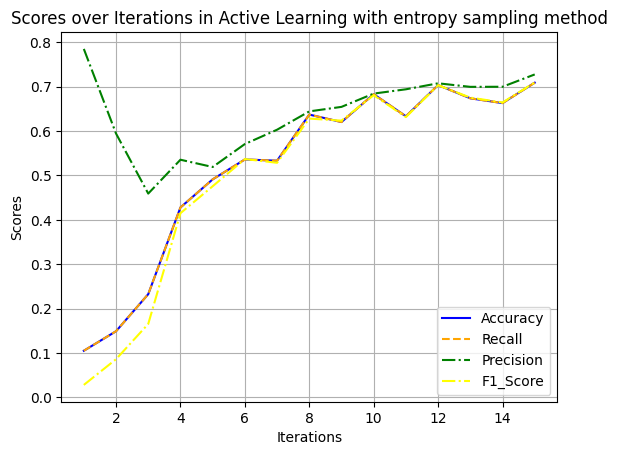 Scores over Iterations in Active Learning with entropy sampling method
0.8
0.7
0.6
0.5
0.4
0.3
0.2
0.1
0.0
Scores
Accuracy
Recall
Precision
F1_Score
2 4 6 8 10 12 14
Iterations